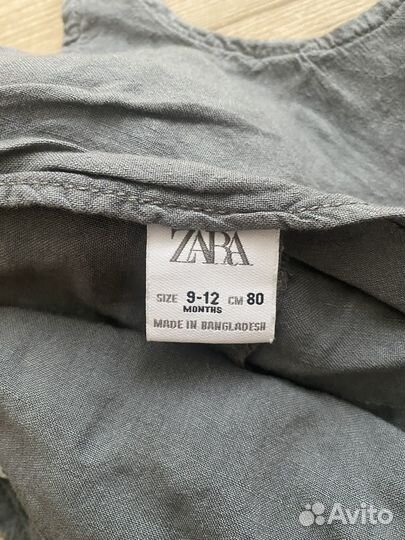 ZARA
SIZE 9-12 CM 80
MONTHS
MADE IN BANGLADESH
Avito